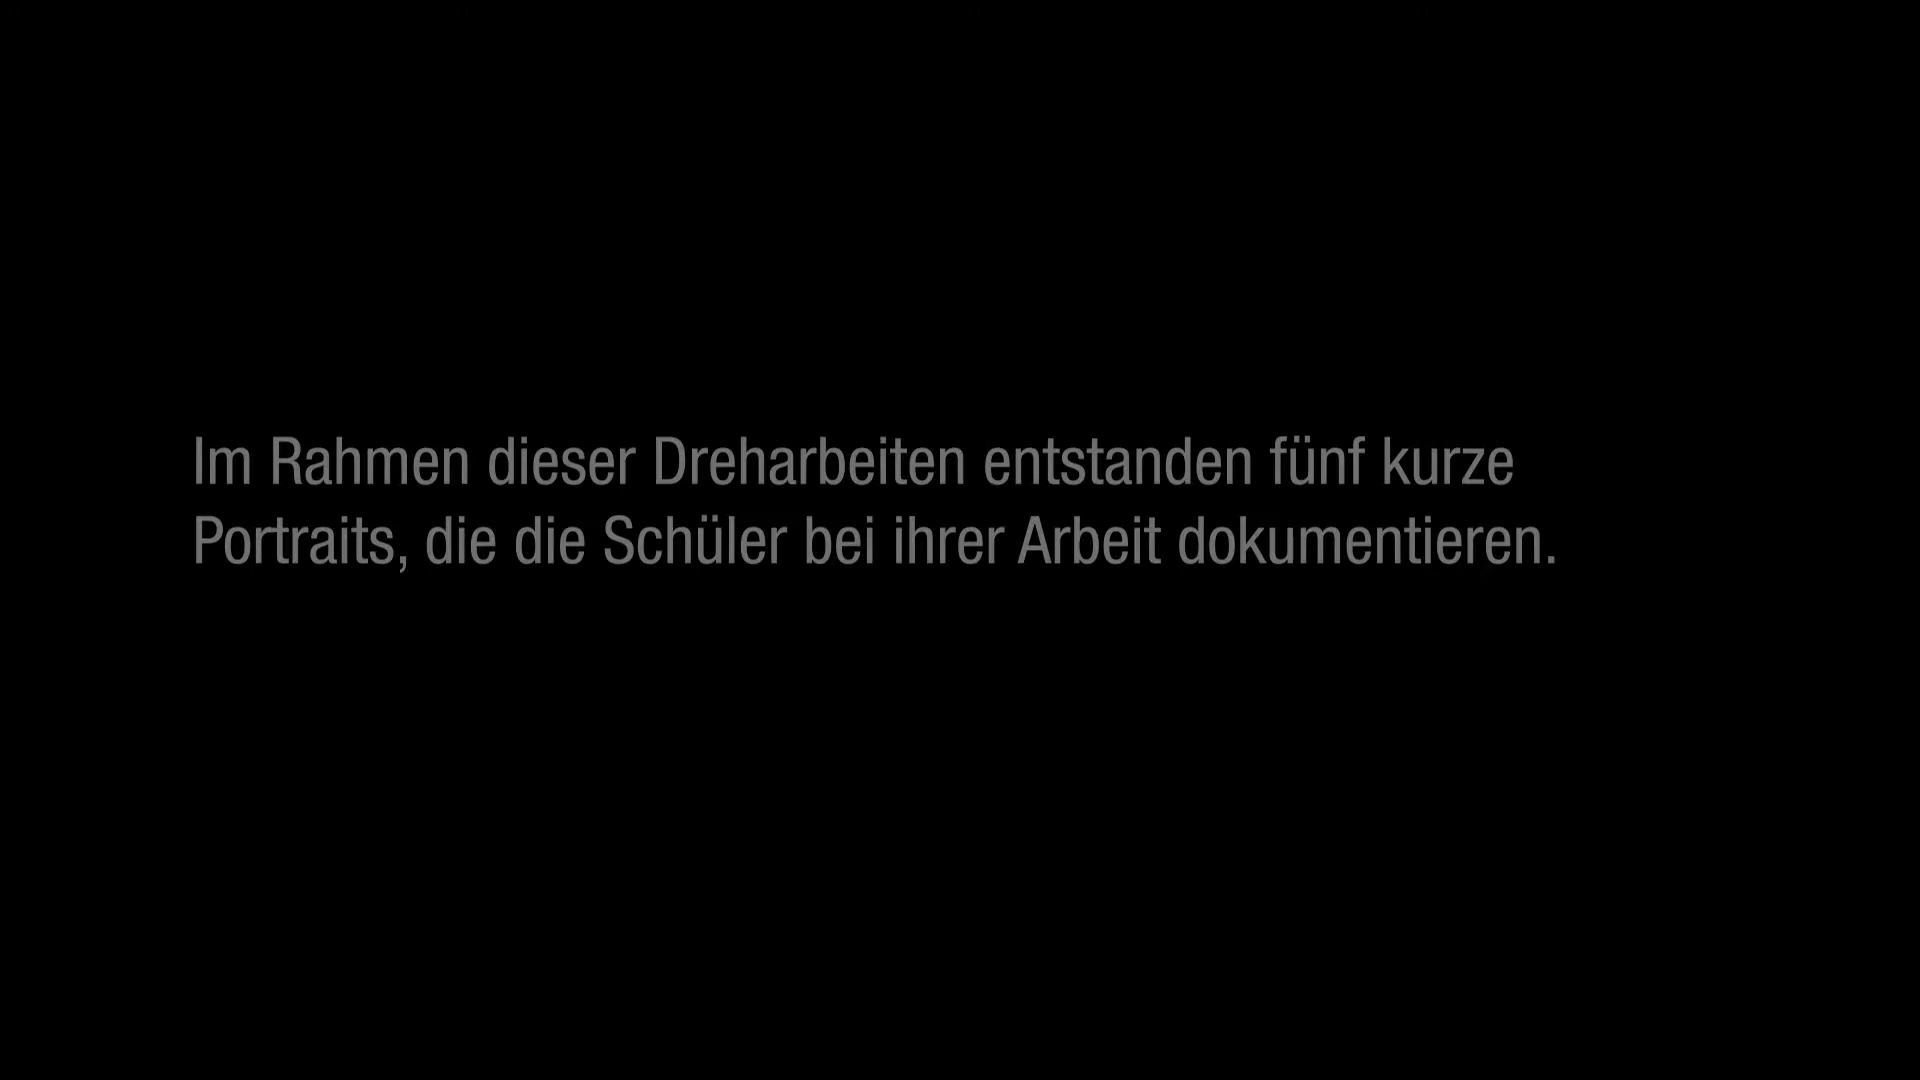 Im Rahmen dieser Dreharbeiten entstanden fünf kurze
Portraits, die die Schüler bei ihrer Arbeit dokumentieren.